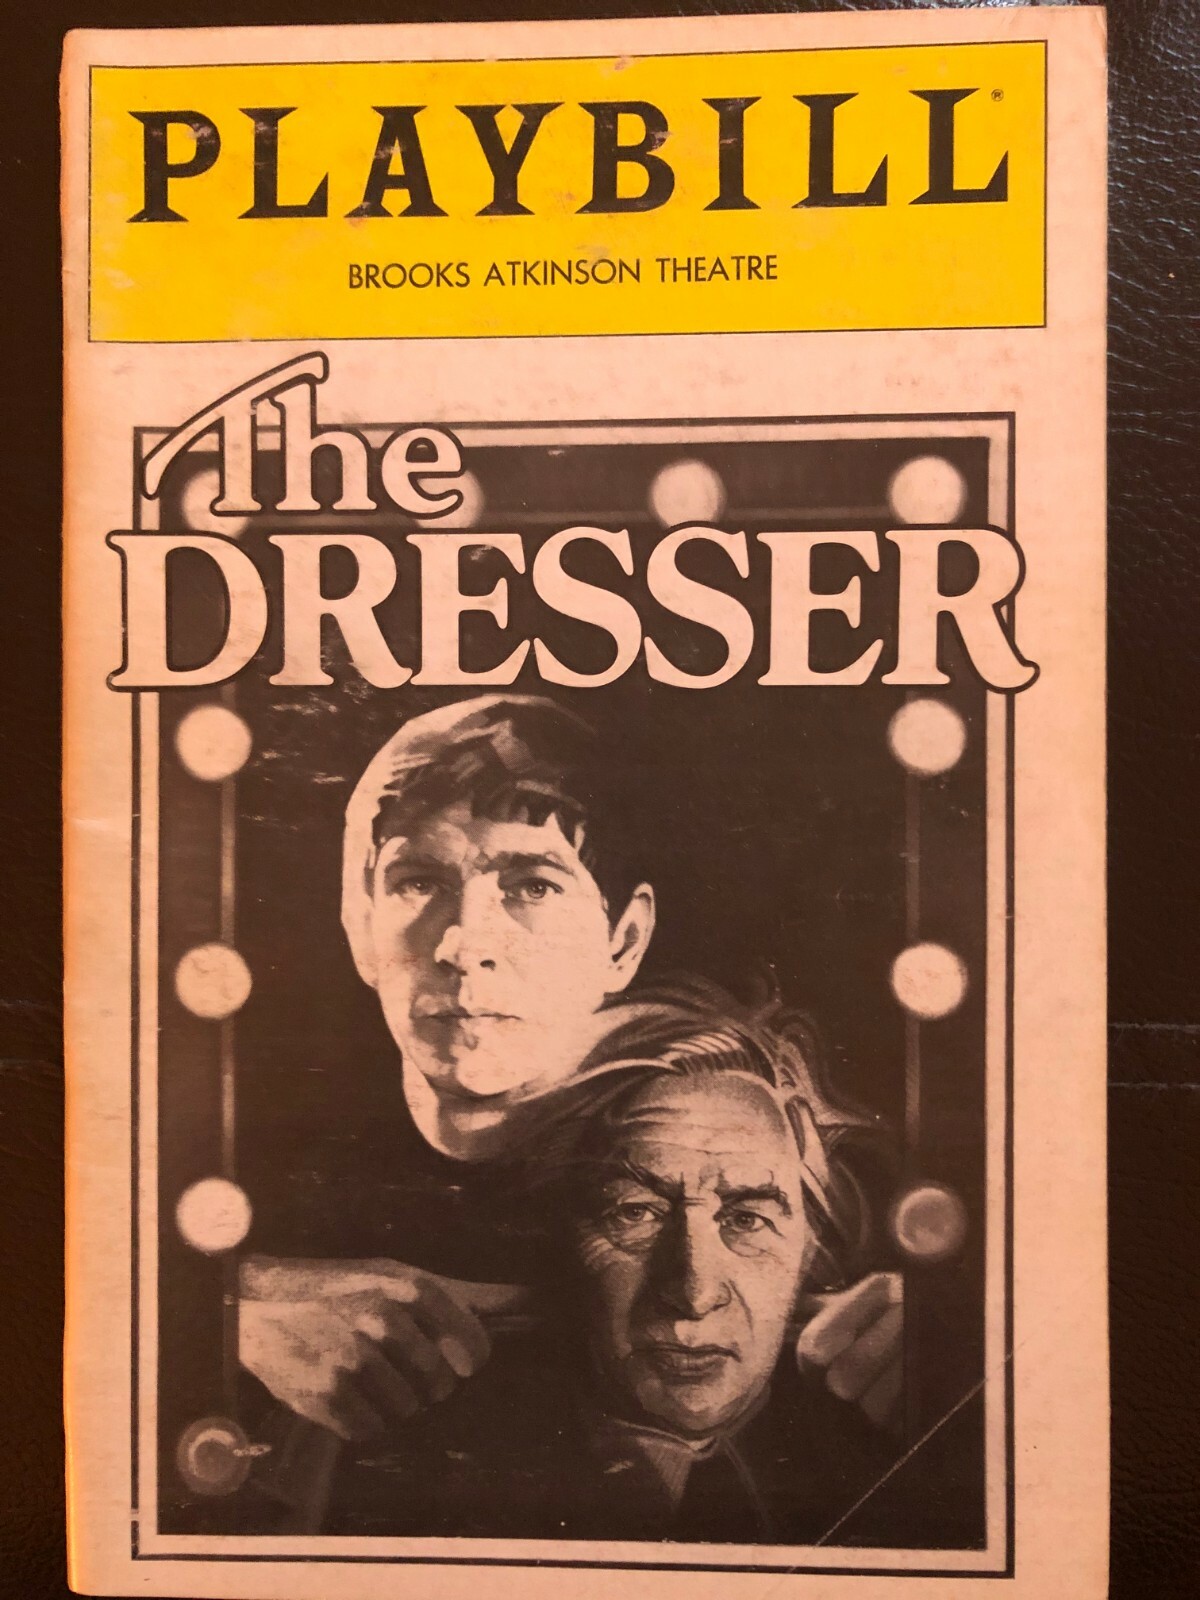 PLAYBILL®
BROOKS ATKINSON THEATRE
The
DRESSER